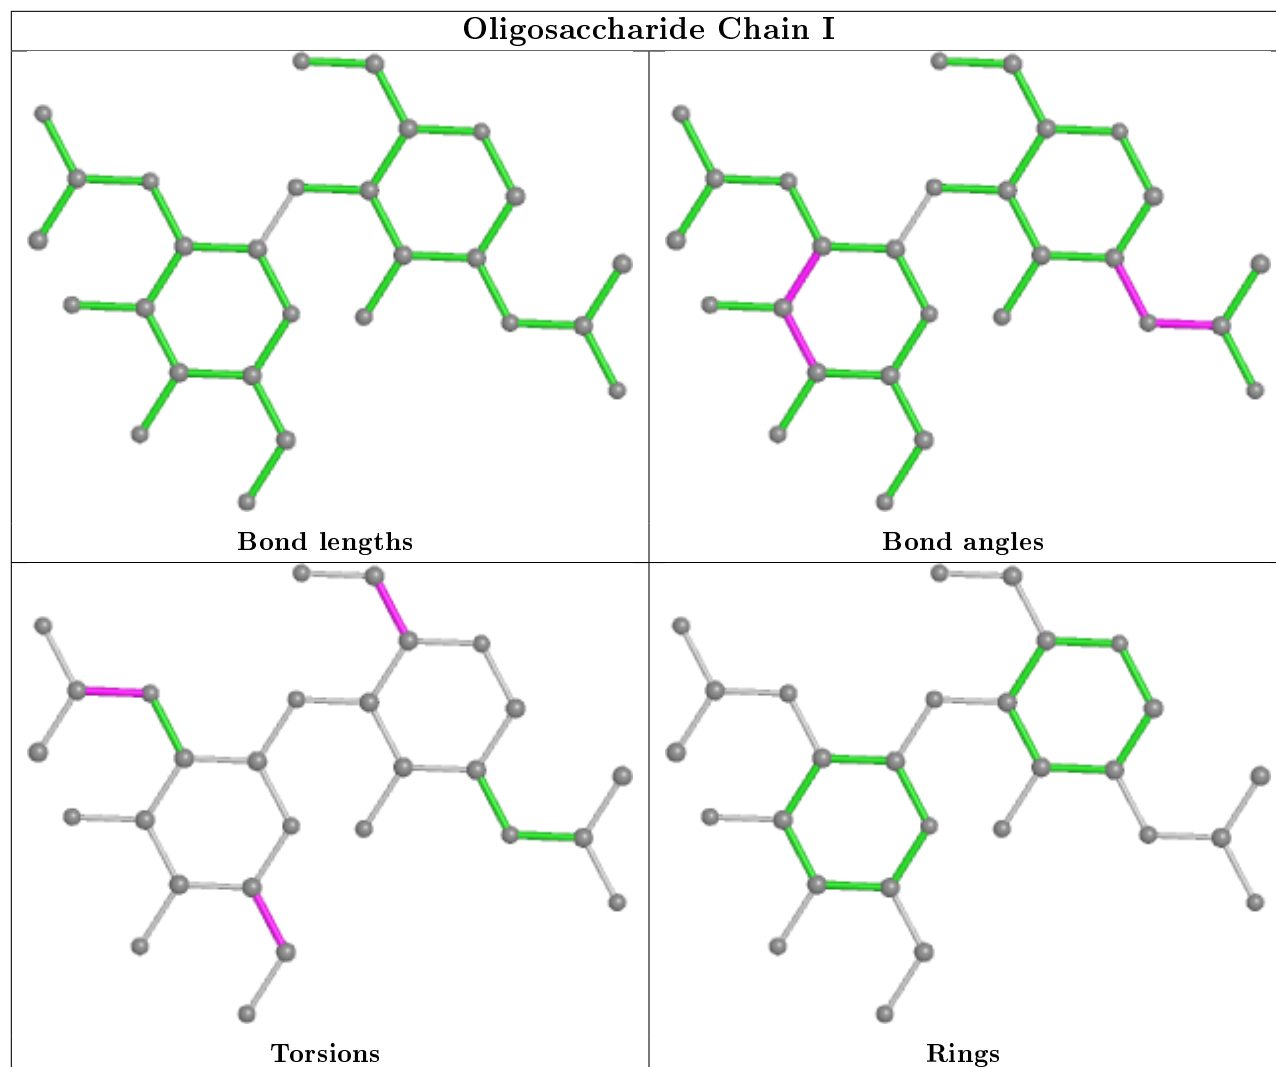 Oligosaccharide Chain I
Bond lengths
Bond angles
Torsions
Rings